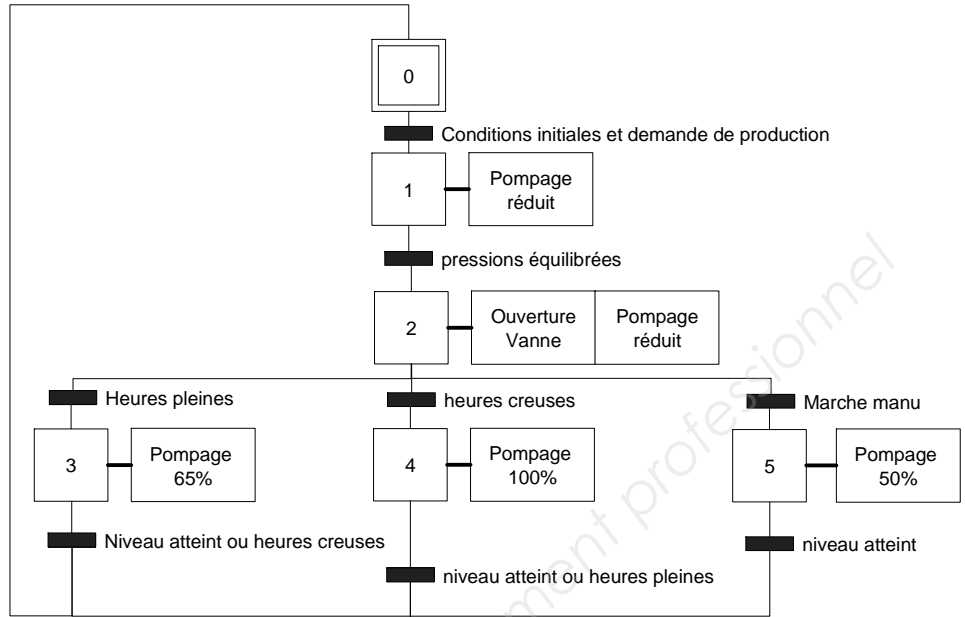 0
Conditions initiales et demande de production
1
Pompage
réduit
pressions équilibrées
2
Ouverture
Vanne
Pompage
réduit
Heures pleines
heures creuses
Marche manu
3
Pompage
65%
4
Pompage
100%
5
Pompage
50%
Niveau atteint ou heures creuses
niveau atteint ou heures pleines
niveau atteint
ement professionnel